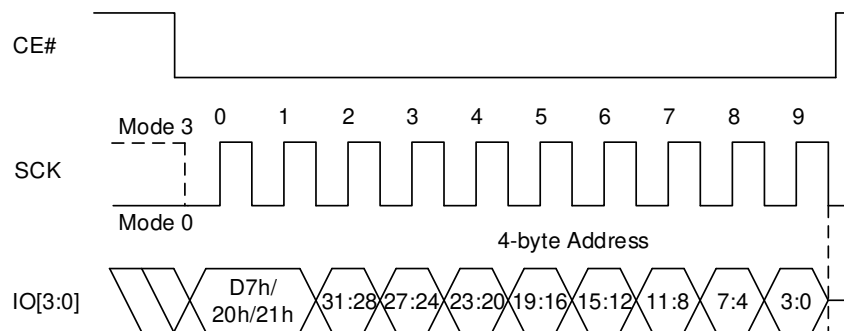 CE#
Mode 3
0 1 2 3 4 5 6 7 8 9
SCK
Mode 0
4-byte Address
IO[3:0]
D7h/
20h/21h
31:28 27:24 23:20 19:16 15:12 11:8 7:4 3:0